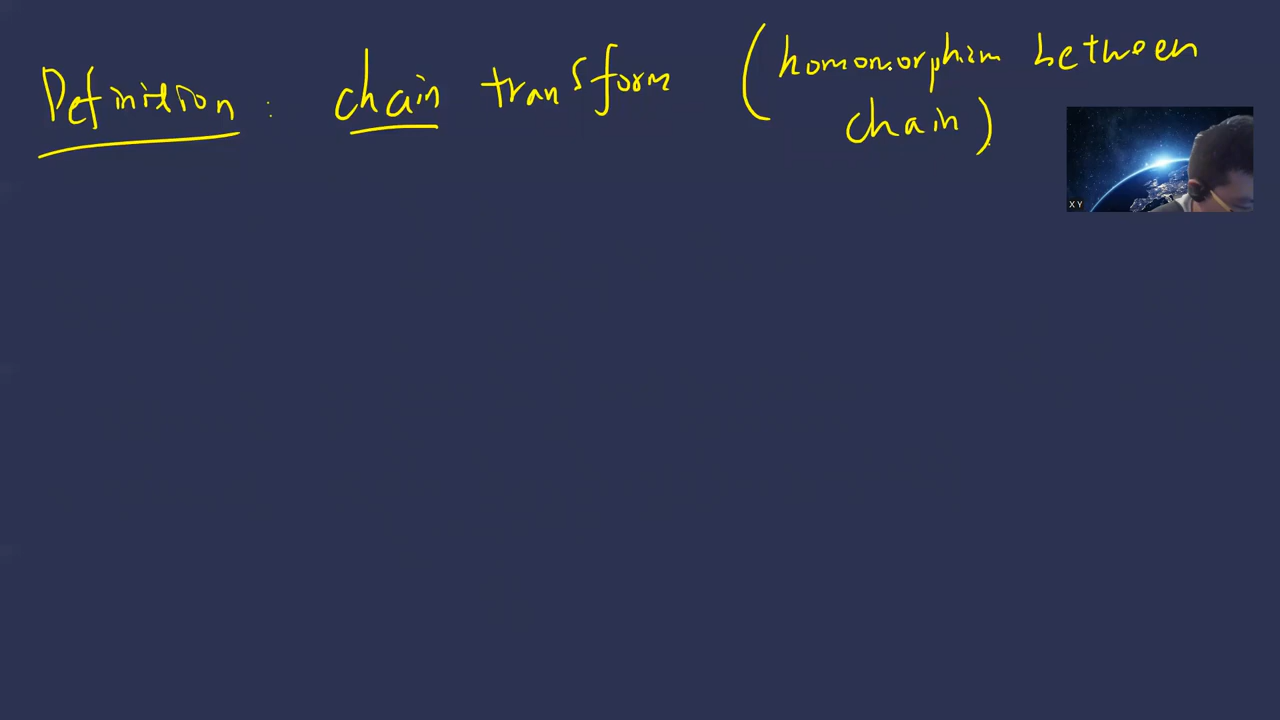 Definition : chain transform (homomorphism between
chain)
X Y